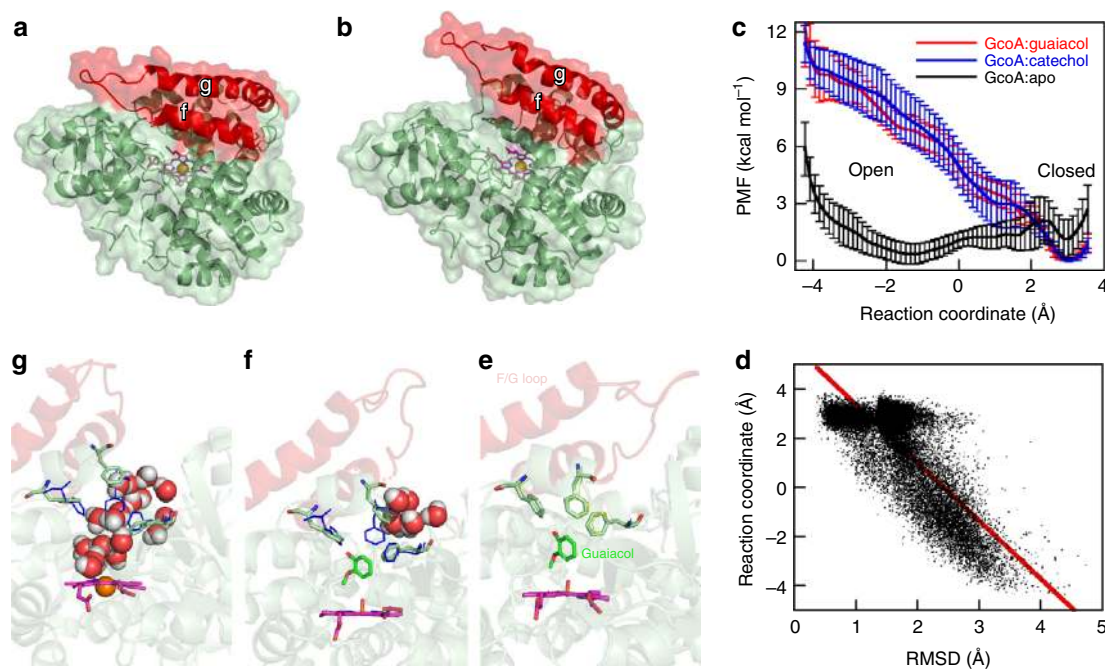 a
g
f
b
g
f
c
12
9
6
3
0
PMF (kcal mol⁻¹)
GcoA:guaiacol
GcoA:catechol
GcoA:apo
Open
Closed
−4
−2
0
2
4
Reaction coordinate (Å)
g
f
e
F/G loop
Guaiacol
d
4
2
0
−2
−4
Reaction coordinate (Å)
0
1
2
3
4
5
RMSD (Å)